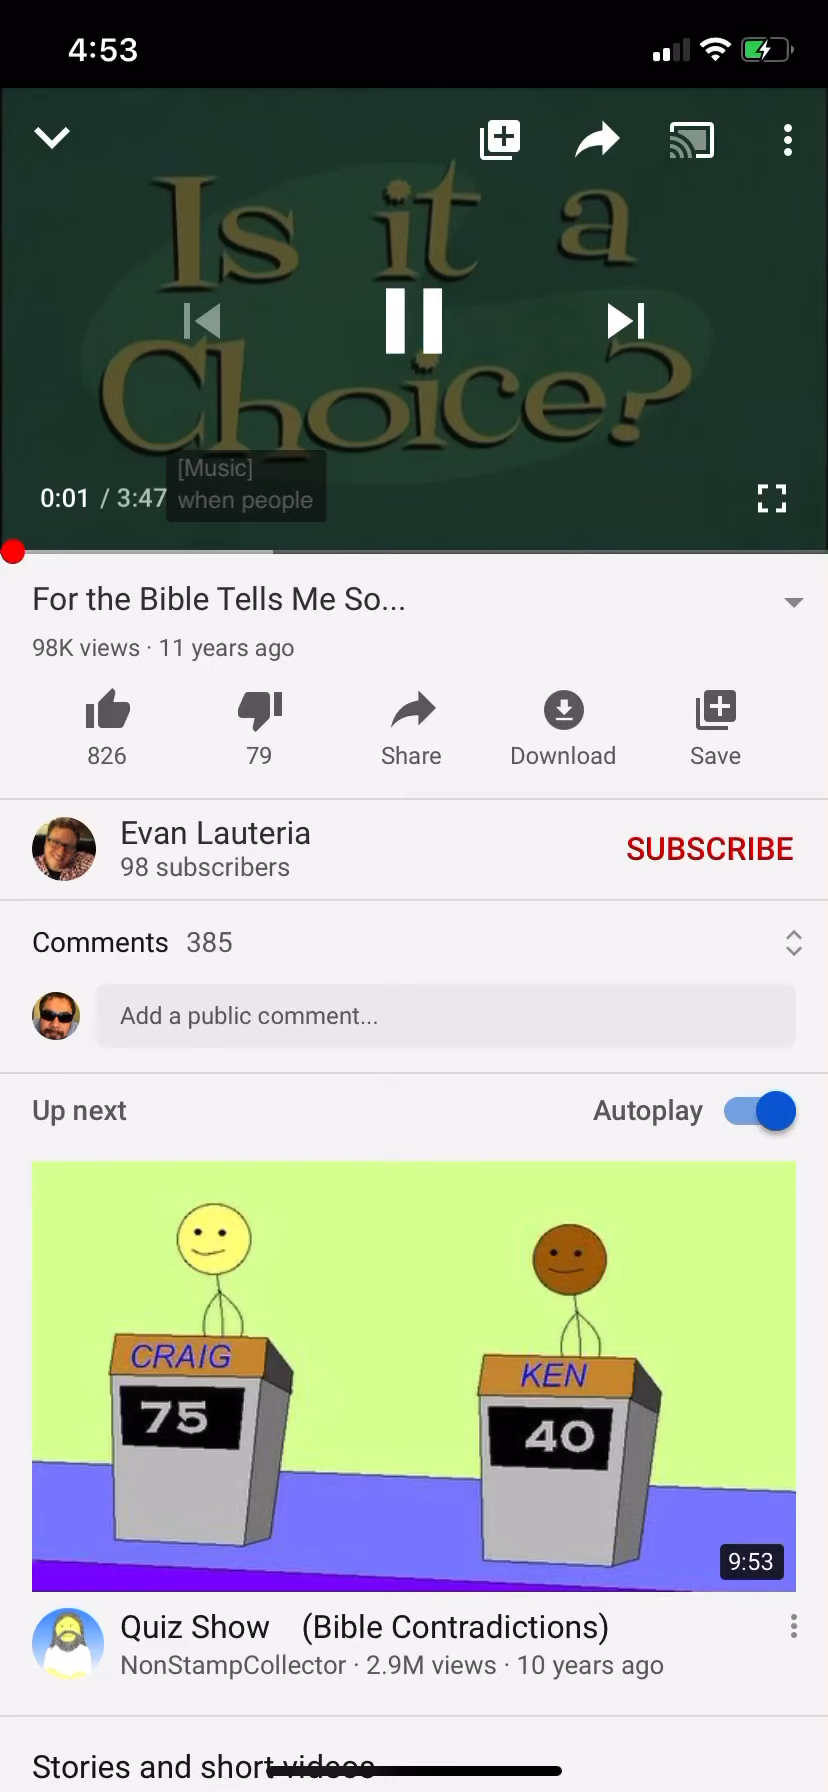 4:53
Is it a
Choice?
[Music]
when people
0:01 / 3:47
For the Bible Tells Me So...
98K views · 11 years ago
826
79
Share
Download
Save
Evan Lauteria
98 subscribers
SUBSCRIBE
Comments 385
Add a public comment...
Up next
Autoplay
CRAIG
75
KEN
40
9:53
Quiz Show (Bible Contradictions)
NonStampCollector · 2.9M views · 10 years ago
Stories and short videos